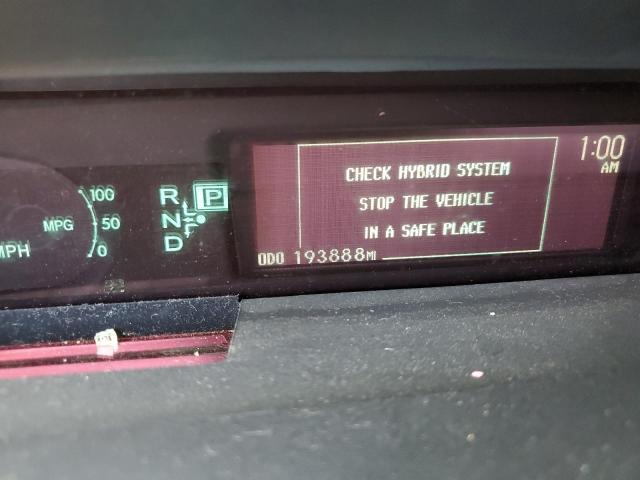 100
MPG 50
MPH 0
R P
N
D
CHECK HYBRID SYSTEM
STOP THE VEHICLE
IN A SAFE PLACE
1:00
AM
ODO 193888MI